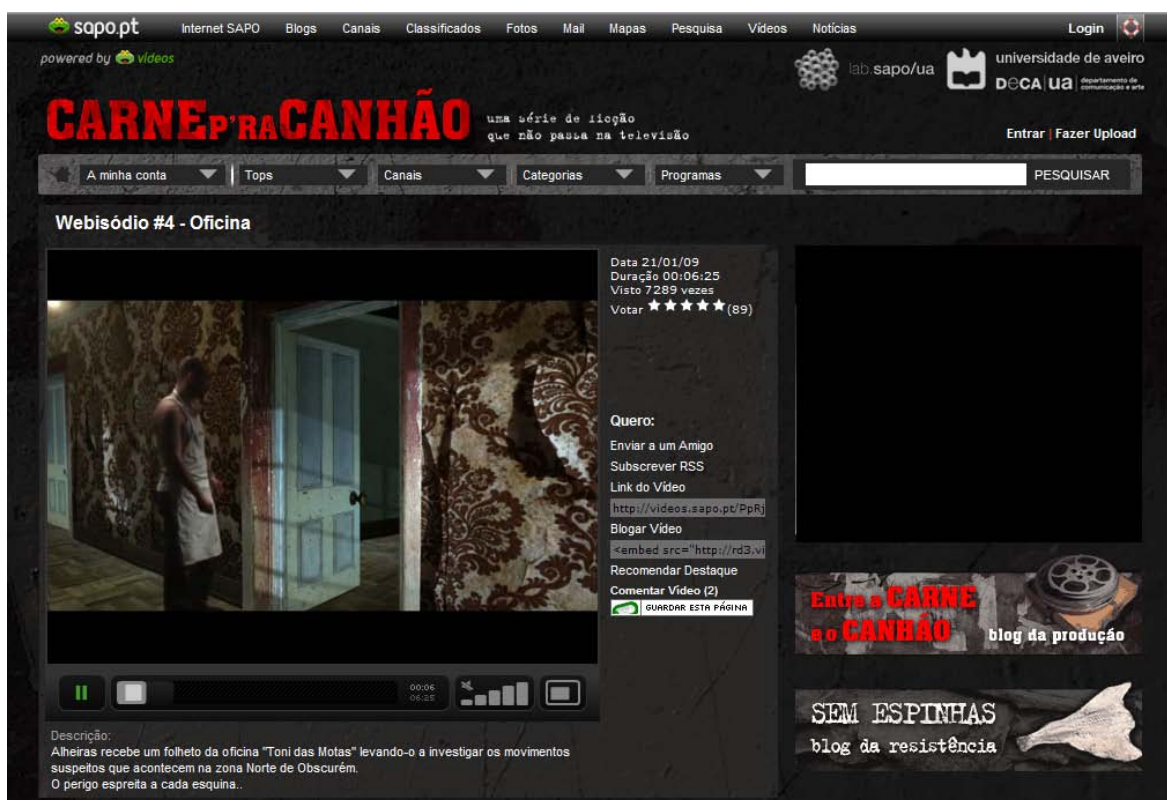 sapo.pt Internet SAPO Blogs Canais Classificados Fotos Mail Mapas Pesquisa Vídeos Notícias Login
powered by vídeos
lab.sapo/ua
universidade de aveiro
DeCA|ua departamento de comunicação e arte
CARNE P'RA CANHÃO
uma série de ficção
que não passa na televisão
Entrar | Fazer Upload
A minha conta Tops Canais Categorias Programas PESQUISAR
Webisódio #4 - Oficina
Data 21/01/09
Duração 00:06:25
Visto 7289 vezes
Votar (89)
Quero:
Enviar a um Amigo
Subscrever RSS
Link do Vídeo
http://videos.sapo.pt/PpRj
Blogar Vídeo
<embed src="http://rd3.vi
Recomendar Destaque
Comentar Vídeo (2)
GUARDAR ESTA PÁGINA
00:06
06:25
Descrição:
Alheiras recebe um folheto da oficina "Toni das Motas" levando-o a investigar os movimentos
suspeitos que acontecem na zona Norte de Obscurém.
O perigo espreita a cada esquina..
Entre a CARNE
e o CANHÃO blog da produção
SEM ESPINHAS
blog da resistência